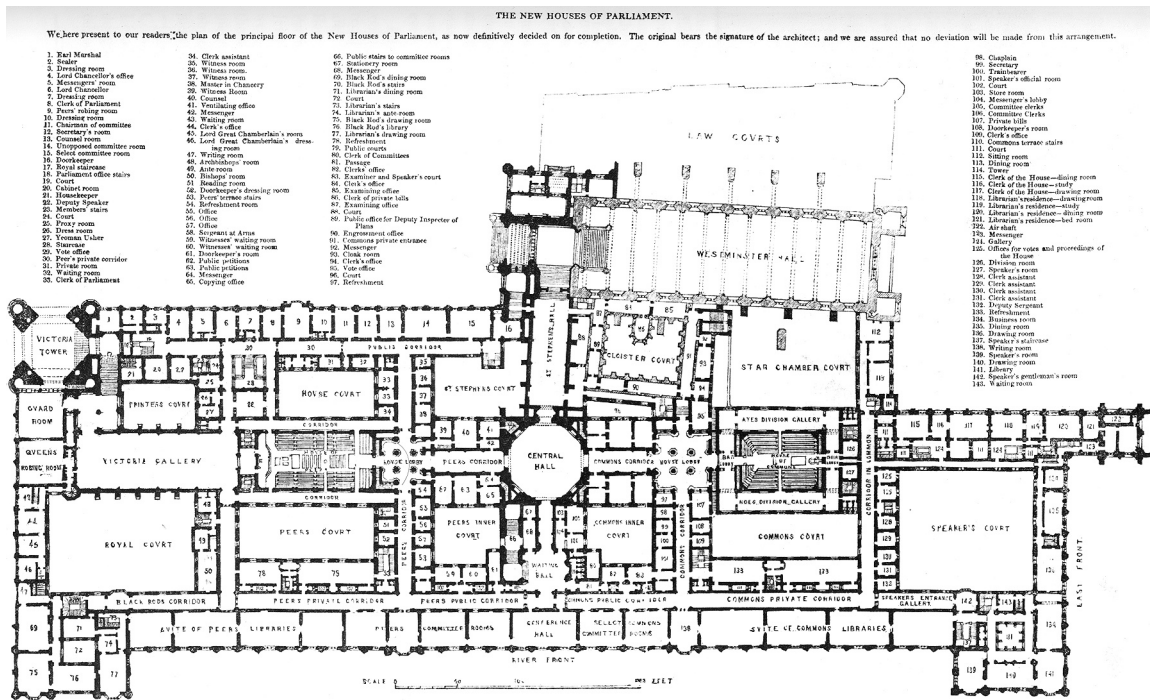 THE NEW HOUSES OF PARLIAMENT.
We here present to our readers the plan of the principal floor of the New Houses of Parliament, as now definitively decided on for completion. The original bears the signature of the architect; and we are assured that no deviation will be made from this arrangement.
1. Earl Marshal
2. Sealer
3. Dressing room
4. Lord Chancellor's office
5. Messengers' room
6. Lord Chancellor
7. Dressing room
8. Clerk of Parliament
9. Peers' robing room
10. Dressing room
11. Chairman of committee
12. Secretary's room
13. Counsel room
14. Unopposed committee room
15. Select committee room
16. Doorkeeper
17. Royal staircase
18. Parliament office stairs
19. Court
20. Cabinet room
21. Housekeeper
22. Deputy Speaker
23. Members' stairs
24. Court
25. Proxy room
26. Dress room
27. Yeoman Usher
28. Staircase
29. Vote office
30. Peer's private corridor
31. Private room
32. Waiting room
33. Clerk of Parliament
34. Clerk assistant
35. Witness room
36. Witness room.
37. Witness room
38. Master in Chancery
39. Witness Room
40. Counsel
41. Ventilating office
42. Messenger
43. Waiting room
44. Clerk's office
45. Lord Great Chamberlain's room
46. Lord Great Chamberlain's dressing room
47. Writing room
48. Archbishops' room
49. Ante room
50. Bishops' room
51. Reading room
52. Doorkeeper's dressing room
53. Peers' terrace stairs
54. Refreshment room
55. Office
56. Office
57. Office
58. Sergeant at Arms
59. Witnesses' waiting room
60. Witnesses' waiting room
61. Doorkeeper's room
62. Public petitions
63. Public petitions
64. Messenger
65. Copying office
66. Public stairs to committee rooms
67. Stationery room
68. Messenger
69. Black Rod's dining room
70. Black Rod's stairs
71. Librarian's dining room
72. Court
73. Librarian's stairs
74. Librarian's ante-room
75. Black Rod's drawing room
76. Black Rod's library
77. Librarian's drawing room
78. Refreshment
79. Public courts
80. Clerk of Committees
81. Passage
82. Clerks' office
83. Examiner and Speaker's court
84. Clerk's office
85. Examining office
86. Clerk of private bills
87. Examining office
88. Court
89. Public office for Deputy Inspecter of Plans
90. Engrossment office
91. Commons private entrance
92. Messenger
93. Cloak room
94. Clerk's office
95. Vote office
96. Court
97. Refreshment
98. Chaplain
99. Secretary
100. Trainbearer
101. Speaker's official room
102. Court
103. Store room
104. Messenger's lobby
105. Committee clerks
106. Committee Clerks
107. Private bills
108. Doorkeeper's room
109. Clerk's office
110. Commons terrace stairs
111. Court
112. Sitting room
113. Dining room
114. Tower
115. Clerk of the House—dining room
116. Clerk of the House—study
117. Clerk of the House—drawing room
118. Librarian's residence—drawing room
119. Librarian's residence—study
120. Librarian's residence—dining room
121. Librarian's residence—bed room
122. Air shaft
123. Messenger
124. Gallery
125. Offices for votes and proceedings of the House
126. Division room
127. Speaker's room
128. Clerk assistant
129. Clerk assistant
130. Clerk assistant
131. Clerk assistant
132. Deputy Sergeant
133. Refreshment
134. Business room
135. Dining room
136. Drawing room
137. Speaker's staircase
138. Writing room
139. Speaker's room
140. Drawing room
141. Library
142. Speaker's gentleman's room
143. Waiting room
LAW COURTS
WESTMINSTER HALL
VICTORIA TOWER
PUBLIC CORRIDOR
ST STEPHEN'S HALL
CLOISTER COURT
STAR CHAMBER COURT
GUARD ROOM
PRINTERS COURT
HOUSE COURT
ST STEPHENS COURT
CORRIDOR
AYES DIVISION GALLERY
QUEENS ROBING ROOM
VICTORIA GALLERY
PEERS CORRIDOR
CENTRAL HALL
COMMONS CORRIDOR
CORRIDOR
NOES DIVISION GALLERY
CORRIDOR IN COMMON
ROYAL COURT
PEERS COURT
PEERS CORRIDOR
PEERS INNER COURT
WAITING HALL
COMMONS INNER COURT
COMMONS CORRIDOR
COMMONS COURT
SPEAKER'S COURT
EAST FRONT
BLACK RODS CORRIDOR
PEERS PRIVATE CORRIDOR
PEERS PUBLIC CORRIDOR
COMMONS PUBLIC CORRIDOR
COMMONS PRIVATE CORRIDOR
SPEAKERS ENTRANCE GALLERY
SUITE OF PEERS LIBRARIES
PEERS COMMITTEE ROOMS
CONFERENCE HALL
SELECT COMMONS COMMITTEE ROOMS
SUITE OF COMMONS LIBRARIES
RIVER FRONT
SCALE
FEET